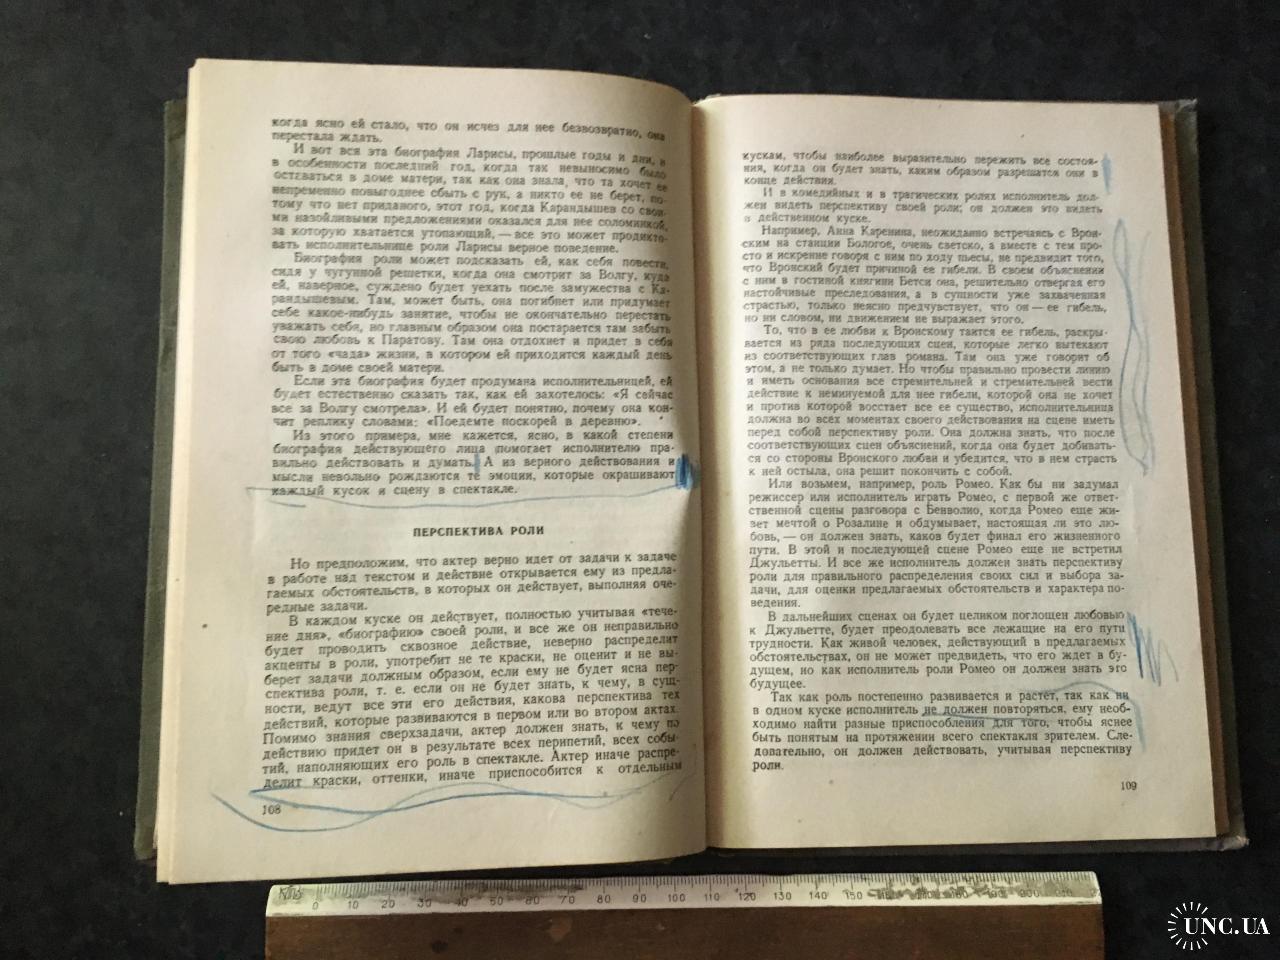 когда ясно ей стало, что он исчез для нее безвозвратно, она
перестала ждать.
И вот вся эта биография Ларисы, прошлые годы и дни, и
в особенности последний год, когда так невыносимо было
оставаться в доме матери, так как она знала, что та хочет ее
непременно повыгоднее сбыть с рук, а никто ее не берет, по-
тому что нет приданого, этот год, когда Карандышев со свои-
ми назойливыми предложениями оказался для нее соломинкой,
за которую хватается утопающий, — все это может продикто-
вать исполнительнице роли Ларисы верное поведение.
Биография роли может подсказать ей, как себя повести,
сидя у чугунной решетки, когда она смотрит за Волгу, куда
ей, наверное, суждено будет уехать после замужества с Ка-
рандышевым. Там, может быть, она погибнет или придумает
себе какое-нибудь занятие, чтобы не окончательно перестать
уважать себя, но главным образом она постарается там забыть
свою любовь к Паратову. Там она отдохнет и придет в себя
от того «чада» жизни, в котором ей приходится каждый день
быть в доме своей матери.
Если эта биография будет продумана исполнительницей, ей
будет естественно сказать так, как ей захотелось: «Я сейчас
все за Волгу смотрела». И ей будет понятно, почему она кон-
чит реплику словами: «Поедемте поскорей в деревню».
Из этого примера, мне кажется, ясно, в какой степени
биография действующего лица помогает исполнителю пра-
вильно действовать и думать. А из верного действования и
мысли невольно рождаются те эмоции, которые окрашивают
каждый кусок и сцену в спектакле.
ПЕРСПЕКТИВА РОЛИ
Но предположим, что актер верно идет от задачи к задаче
в работе над текстом и действие открывается ему из предла-
гаемых обстоятельств, в которых он действует, выполняя оче-
редные задачи.
В каждом куске он действует, полностью учитывая «тече-
ние дня», «биографию» своей роли, и все же он неправильно
будет проводить сквозное действие, неверно распределит
акценты в роли, употребит не те краски, не оценит и не вы-
берет задачи должным образом, если ему не будет ясна пер-
спектива роли, т. е. если он не будет знать, к чему, в сущ-
ности, ведут все эти его действия, какова перспектива тех
действий, которые развиваются в первом или во втором актах.
Помимо знания сверхзадачи, актер должен знать, к чему по
действию придет он в результате всех перипетий, всех собы-
тий, наполняющих его роль в спектакле. Актер иначе распре-
делит краски, оттенки, иначе приспособится к отдельным
108
кускам, чтобы наиболее выразительно пережить все состоя-
ния, когда он будет знать, каким образом разрешатся они в
конце действия.
И в комедийных и в трагических ролях исполнитель дол-
жен видеть перспективу своей роли; он должен это видеть
в действенном куске.
Например, Анна Каренина, неожиданно встречаясь с Врон-
ским на станции Бологое, очень светско, а вместе с тем про-
сто и искренне говоря с ним по ходу пьесы, не предвидит того,
что Вронский будет причиной ее гибели. В своем объяснении
с ним в гостиной княгини Бетси она, решительно отвергая его
настойчивые преследования, а в сущности уже захваченная
страстью, только неясно предчувствует, что он — ее гибель,
но ни словом, ни движением не выражает этого.
То, что в ее любви к Вронскому таится ее гибель, раскры-
вается из ряда последующих сцен, которые легко вытекают
из соответствующих глав романа. Там она уже говорит об
этом, а не только думает. Но чтобы правильно провести линию
и иметь основания все стремительней и стремительней вести
действие к неминуемой для нее гибели, которой она не хочет
и против которой восстает все ее существо, исполнительница
должна во всех моментах своего действования на сцене иметь
перед собой перспективу роли. Она должна знать, что после
соответствующих сцен объяснений, когда она будет добивать-
ся со стороны Вронского любви и убедится, что в нем страсть
к ней остыла, она решит покончить с собой.
Или возьмем, например, роль Ромео. Как бы ни задумал
режиссер или исполнитель играть Ромео, с первой же ответ-
ственной сцены разговора с Бенволио, когда Ромео еще жи-
вет мечтой о Розалине и обдумывает, настоящая ли это лю-
бовь, — он должен знать, каков будет финал его жизненного
пути. В этой и последующей сцене Ромео еще не встретил
Джульетты. И все же исполнитель должен знать перспективу
роли для правильного распределения своих сил и выбора за-
дачи, для оценки предлагаемых обстоятельств и характера по-
ведения.
В дальнейших сценах он будет целиком поглощен любовью
к Джульетте, будет преодолевать все лежащие на его пути
трудности. Как живой человек, действующий в предлагаемых
обстоятельствах, он не может предвидеть, что его ждет в бу-
дущем, но как исполнитель роли Ромео он должен знать это
будущее.
Так как роль постепенно развивается и растет, так как ни
в одном куске исполнитель не должен повторяться, ему необ-
ходимо найти разные приспособления для того, чтобы яснее
быть понятым на протяжении всего спектакля зрителем. Сле-
довательно, он должен действовать, учитывая перспективу
роли.
109
0 10 20 30 40 50 60 70 80 90 100 110 120 130 140 150
UNC.UA